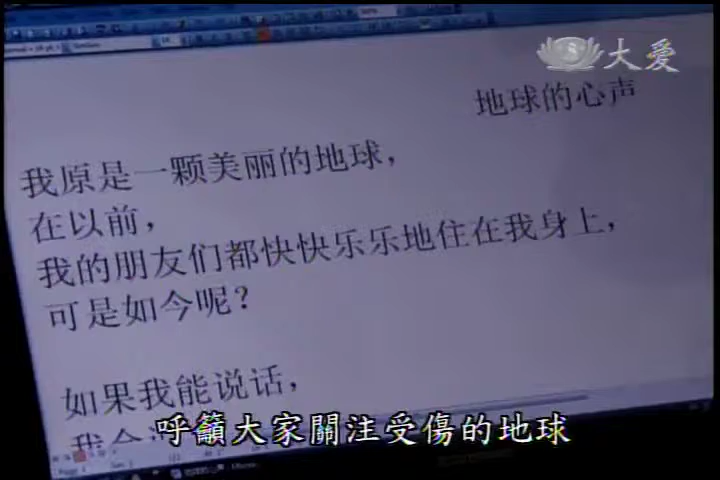 大愛
地球的心声
我原是一颗美丽的地球，
在以前，
我的朋友们都快快乐乐地住在我身上，
可是如今呢？
如果我能说话，
呼籲大家關注受傷的地球